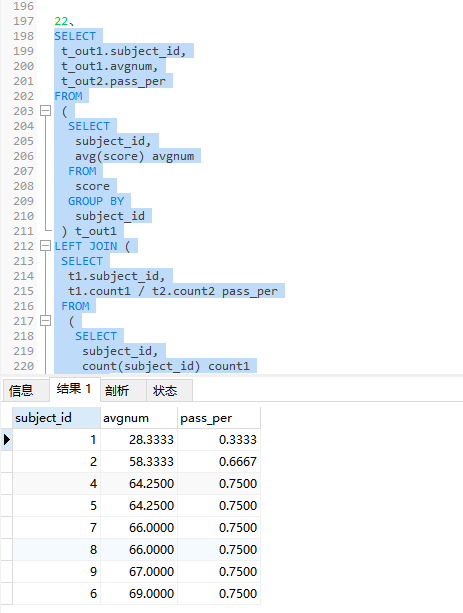 196
197 22、
198 SELECT
199 t_out1.subject_id,
200 t_out1.avgnum,
201 t_out2.pass_per
202 FROM
203 (
204 SELECT
205 subject_id,
206 avg(score) avgnum
207 FROM
208 score
209 GROUP BY
210 subject_id
211 ) t_out1
212 LEFT JOIN (
213 SELECT
214 t1.subject_id,
215 t1.count1 / t2.count2 pass_per
216 FROM
217 (
218 SELECT
219 subject_id,
220 count(subject_id) count1
信息 结果 1 剖析 状态
subject_id avgnum pass_per
1 28.3333 0.3333
2 58.3333 0.6667
4 64.2500 0.7500
5 64.2500 0.7500
7 66.0000 0.7500
8 66.0000 0.7500
9 67.0000 0.7500
6 69.0000 0.7500